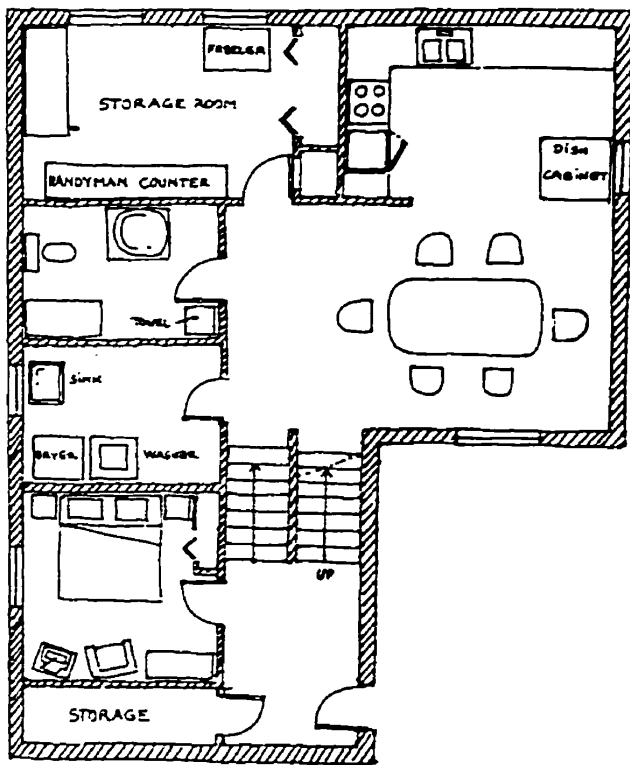 FREEZER
STORAGE ROOM
DISH
CABINET
HANDYMAN COUNTER
TOWEL
SINK
DRYER
WASHER
UP
STORAGE